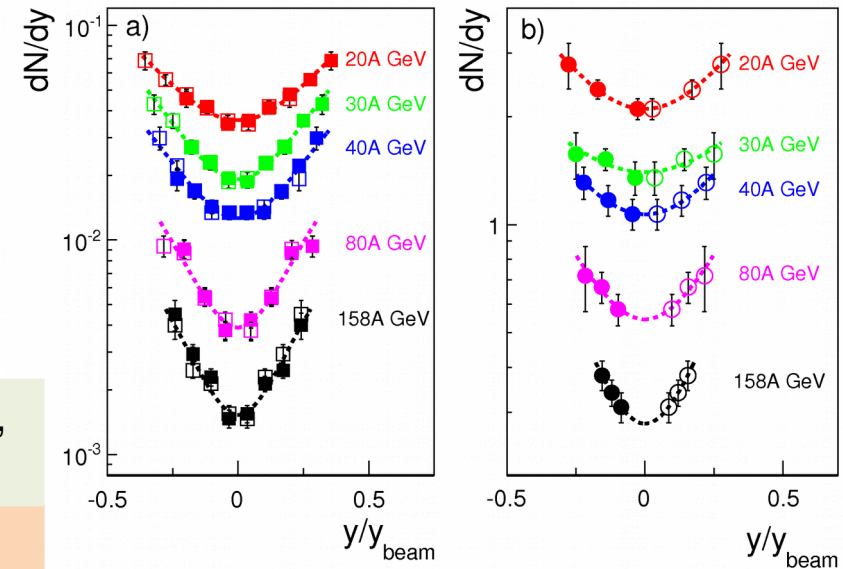 dN/dy
a)
10^-1
10^-2
10^-3
20A GeV
30A GeV
40A GeV
80A GeV
158A GeV
-0.5
0
0.5
y/y_beam
,
dN/dy
b)
1
20A GeV
30A GeV
40A GeV
80A GeV
158A GeV
-0.5
0
0.5
y/y_beam